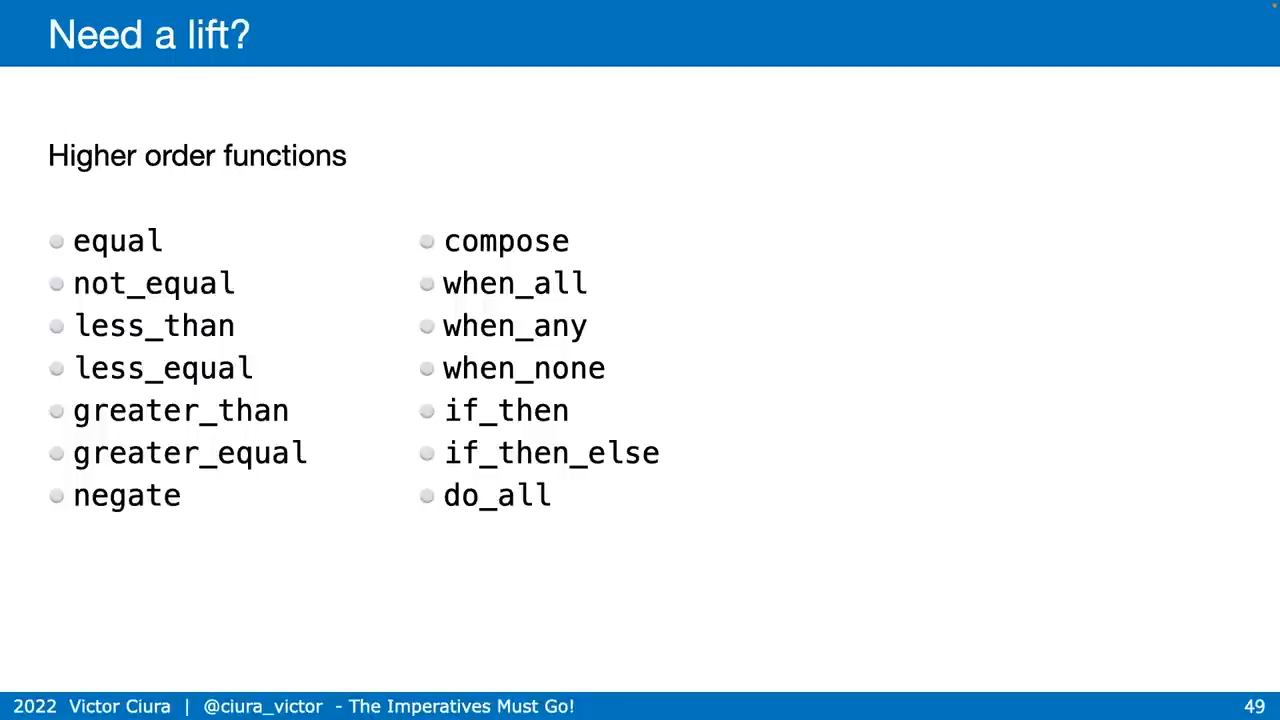 Need a lift?
Higher order functions
equal
not_equal
less_than
less_equal
greater_than
greater_equal
negate
compose
when_all
when_any
when_none
if_then
if_then_else
do_all
2022 Victor Ciura | @ciura_victor - The Imperatives Must Go!
49